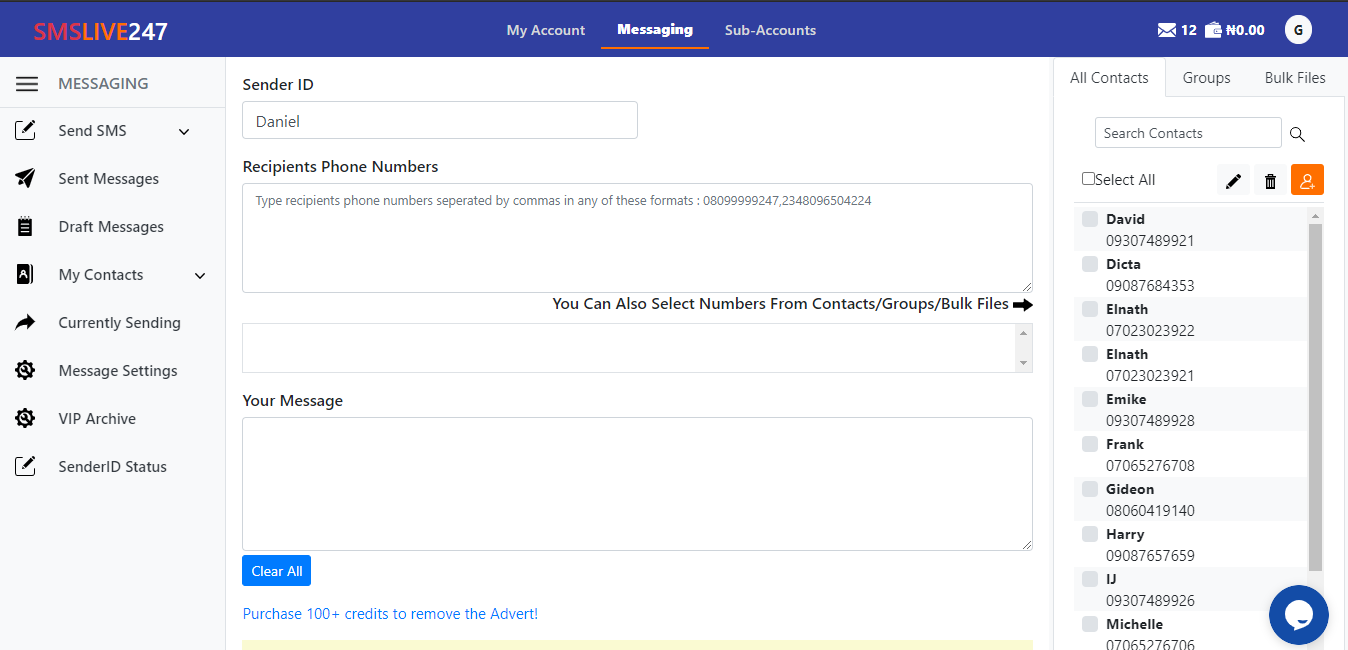 SMSLIVE247
My Account
Messaging
Sub-Accounts
12
₦0.00
G
MESSAGING
Send SMS
Sent Messages
Draft Messages
My Contacts
Currently Sending
Message Settings
VIP Archive
SenderID Status
Sender ID
Daniel
Recipients Phone Numbers
Type recipients phone numbers seperated by commas in any of these formats : 08099999247,2348096504224
You Can Also Select Numbers From Contacts/Groups/Bulk Files
Your Message
Clear All
Purchase 100+ credits to remove the Advert!
All Contacts
Groups
Bulk Files
Search Contacts
Select All
David
09307489921
Dicta
09087684353
Elnath
07023023922
Elnath
07023023921
Emike
09307489928
Frank
07065276708
Gideon
08060419140
Harry
09087657659
IJ
09307489926
Michelle
07065276706